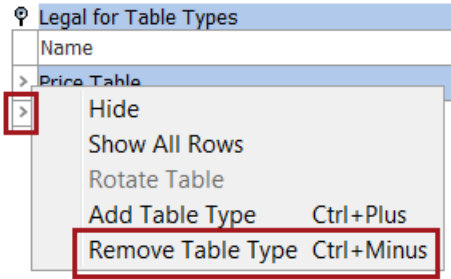 Legal for Table Types
Name
> Price Table
>
Hide
Show All Rows
Rotate Table
Add Table Type Ctrl+Plus
Remove Table Type Ctrl+Minus